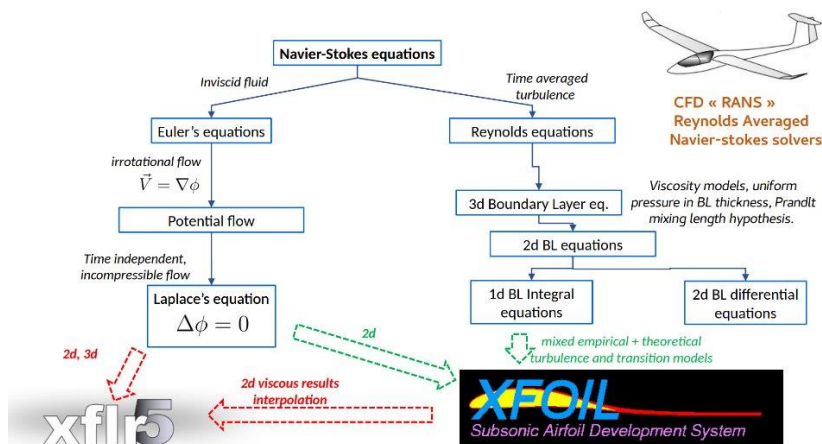 Navier-Stokes equations
Inviscid fluid
Time averaged
turbulence
CFD « RANS »
Reynolds Averaged
Navier-stokes solvers
Euler's equations
Reynolds equations
irrotational flow
V⃗ = ∇ϕ
Viscosity models, uniform
pressure in BL thickness, Prandlt
mixing length hypothesis.
3d Boundary Layer eq.
Potential flow
2d BL equations
Time independent,
incompressible flow
Laplace's equation
Δϕ = 0
1d BL Integral
equations
2d BL differential
equations
2d
mixed empirical + theoretical
turbulence and transition models
2d, 3d
2d viscous results
interpolation
xflr5
XFOIL
Subsonic Airfoil Development System